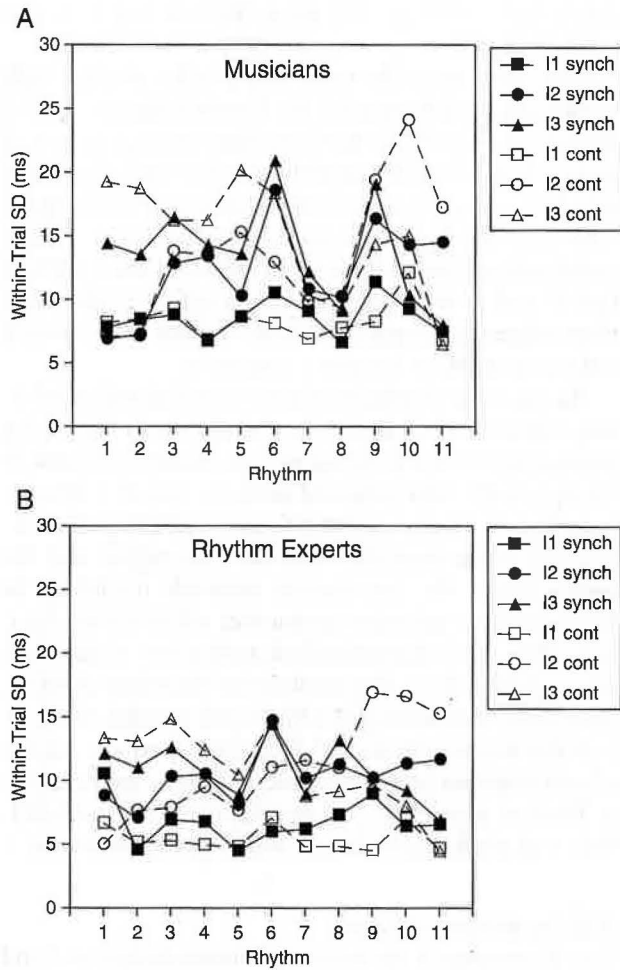 A
Musicians
30
25
20
15
10
5
0
Within-Trial SD (ms)
1 2 3 4 5 6 7 8 9 10 11
Rhythm
I1 synch
I2 synch
I3 synch
I1 cont
I2 cont
I3 cont
B
Rhythm Experts
30
25
20
15
10
5
0
Within-Trial SD (ms)
1 2 3 4 5 6 7 8 9 10 11
Rhythm
I1 synch
I2 synch
I3 synch
I1 cont
I2 cont
I3 cont